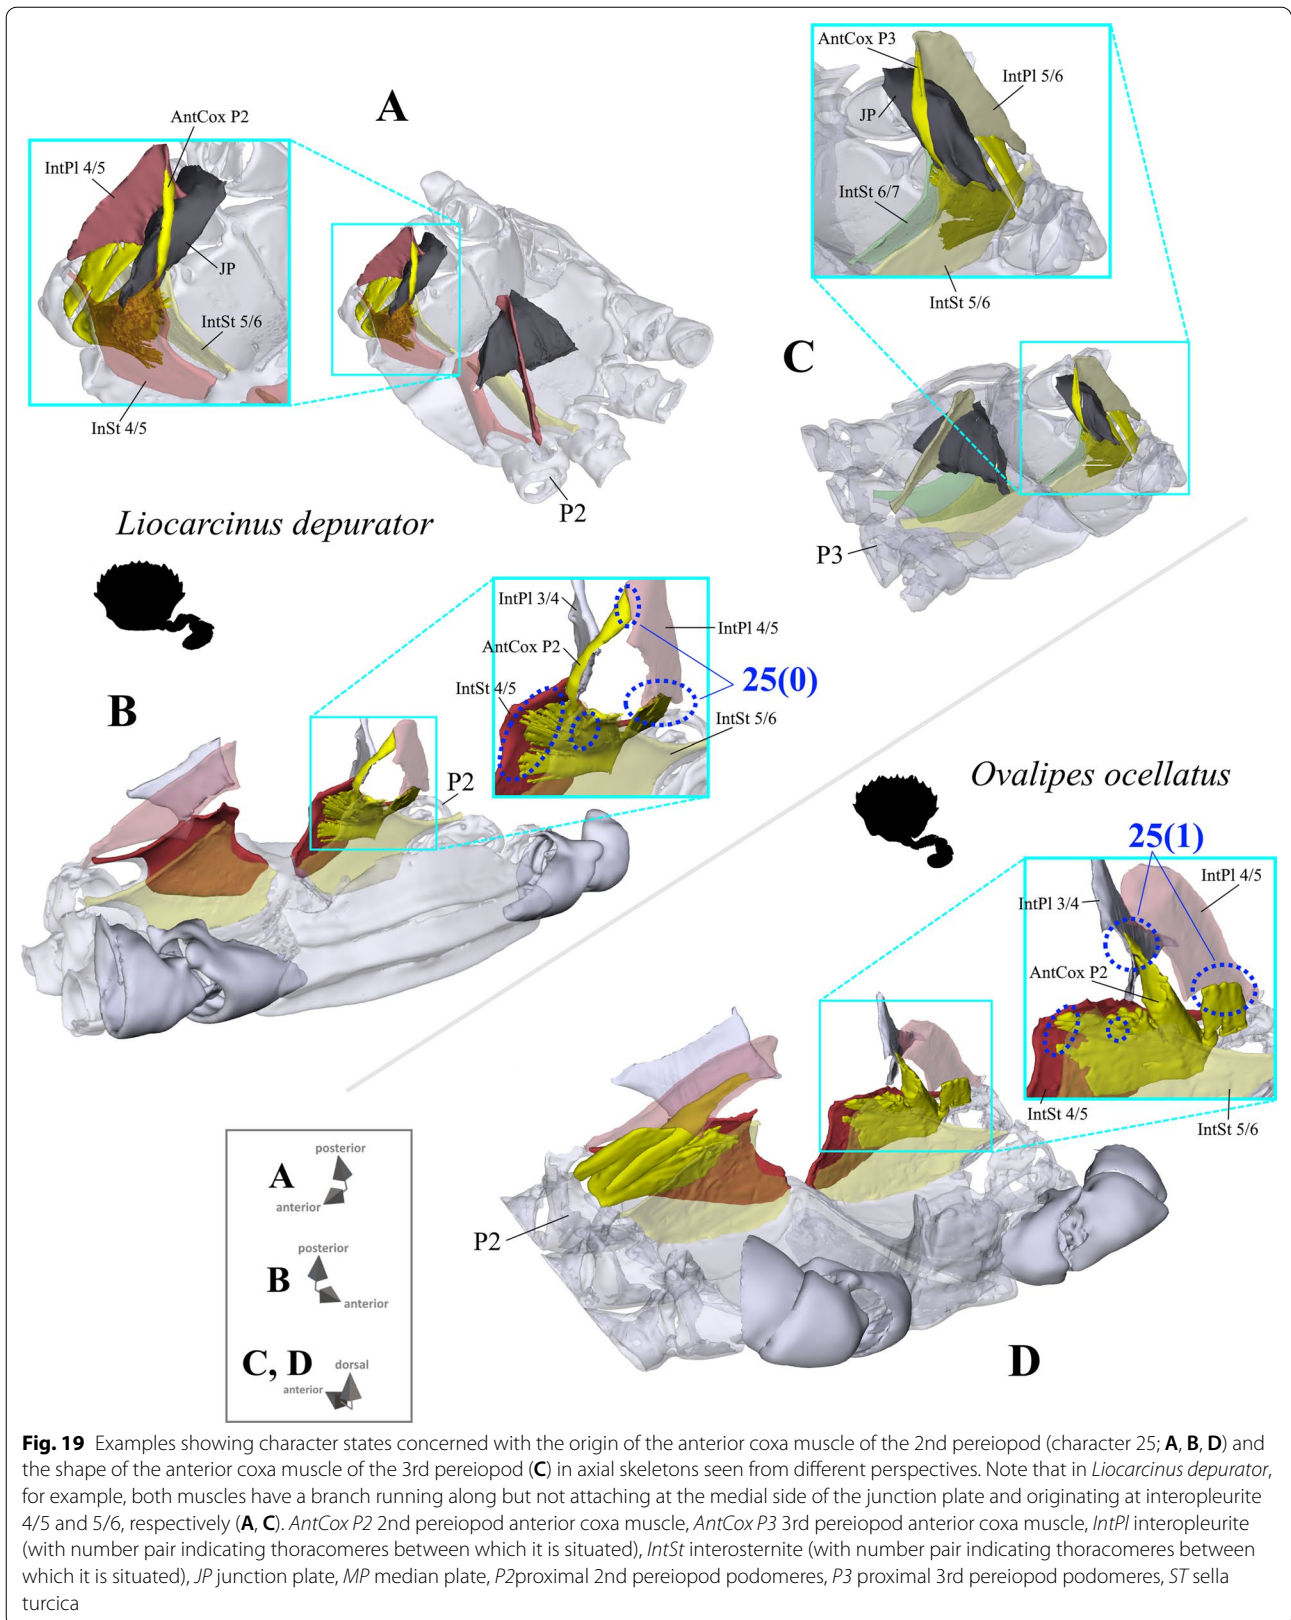 A
AntCox P2
IntPl 4/5
JP
IntSt 5/6
InSt 4/5
P2
AntCox P3
IntPl 5/6
JP
IntSt 6/7
IntSt 5/6
C
P3
Liocarcinus depurator
B
IntPl 3/4
AntCox P2
IntPl 4/5
IntSt 4/5
25(0)
IntSt 5/6
P2
Ovalipes ocellatus
25(1)
IntPl 4/5
IntPl 3/4
AntCox P2
IntSt 4/5
IntSt 5/6
P2
D
posterior
A
anterior
posterior
B
anterior
C, D
dorsal
anterior
Fig. 19 Examples showing character states concerned with the origin of the anterior coxa muscle of the 2nd pereiopod (character 25; A, B, D) and
the shape of the anterior coxa muscle of the 3rd pereiopod (C) in axial skeletons seen from different perspectives. Note that in Liocarcinus depurator,
for example, both muscles have a branch running along but not attaching at the medial side of the junction plate and originating at interopleurite
4/5 and 5/6, respectively (A, C). AntCox P2 2nd pereiopod anterior coxa muscle, AntCox P3 3rd pereiopod anterior coxa muscle, IntPl interopleurite
(with number pair indicating thoracomeres between which it is situated), IntSt interosternite (with number pair indicating thoracomeres between
which it is situated), JP junction plate, MP median plate, P2proximal 2nd pereiopod podomeres, P3 proximal 3rd pereiopod podomeres, ST sella
turcica